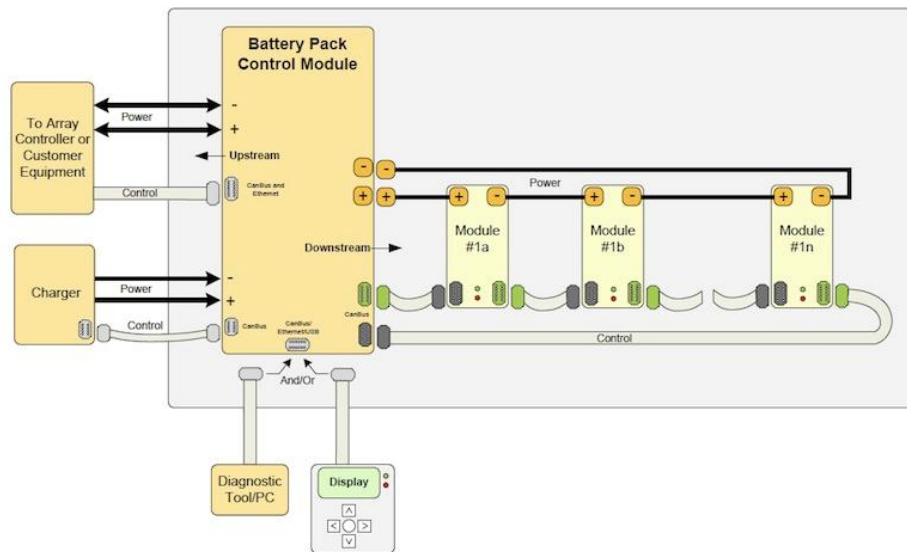 Battery Pack
Control Module
To Array
Controller or
Customer
Equipment
-
Power
+
Upstream
Control
CanBus and
Ethernet
Downstream
Charger
-
Power
+
Control
CanBus
CanBus/
Ethernet/USB
CanBus
- -
+ +
Power
+ -
Module
#1a
+ -
Module
#1b
+ -
Module
#1n
Control
And/Or
Diagnostic
Tool/PC
Display